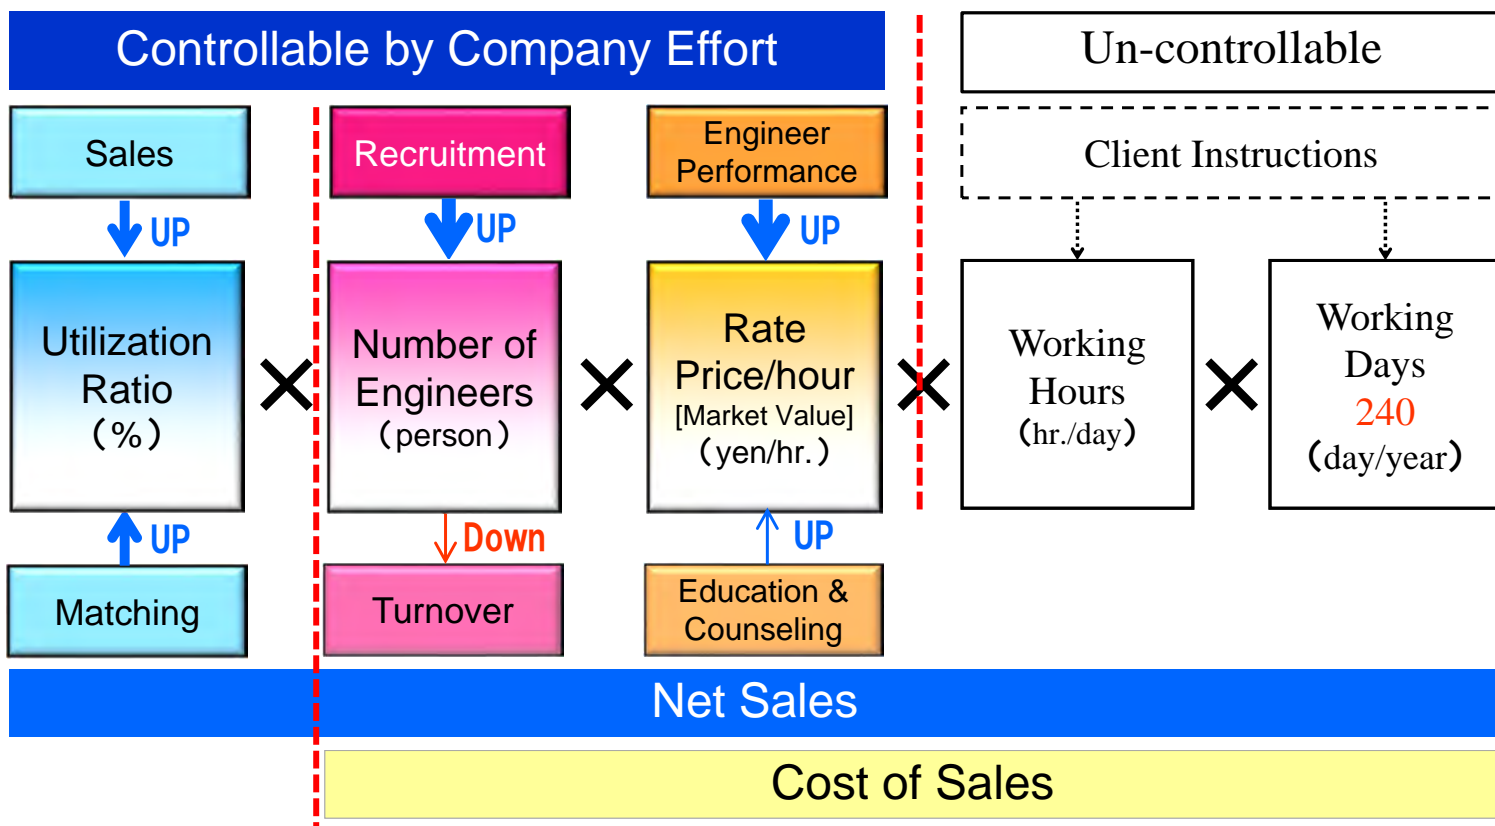 Controllable by Company Effort
Un-controllable
Sales
Recruitment
Engineer
Performance
Client Instructions
UP
UP
UP
Utilization
Ratio
（%）
×
Number of
Engineers
（person）
×
Rate
Price/hour
[Market Value]
（yen/hr.）
×
Working
Hours
（hr./day）
×
Working
Days
240
（day/year）
UP
Down
UP
Matching
Turnover
Education &
Counseling
Net Sales
Cost of Sales